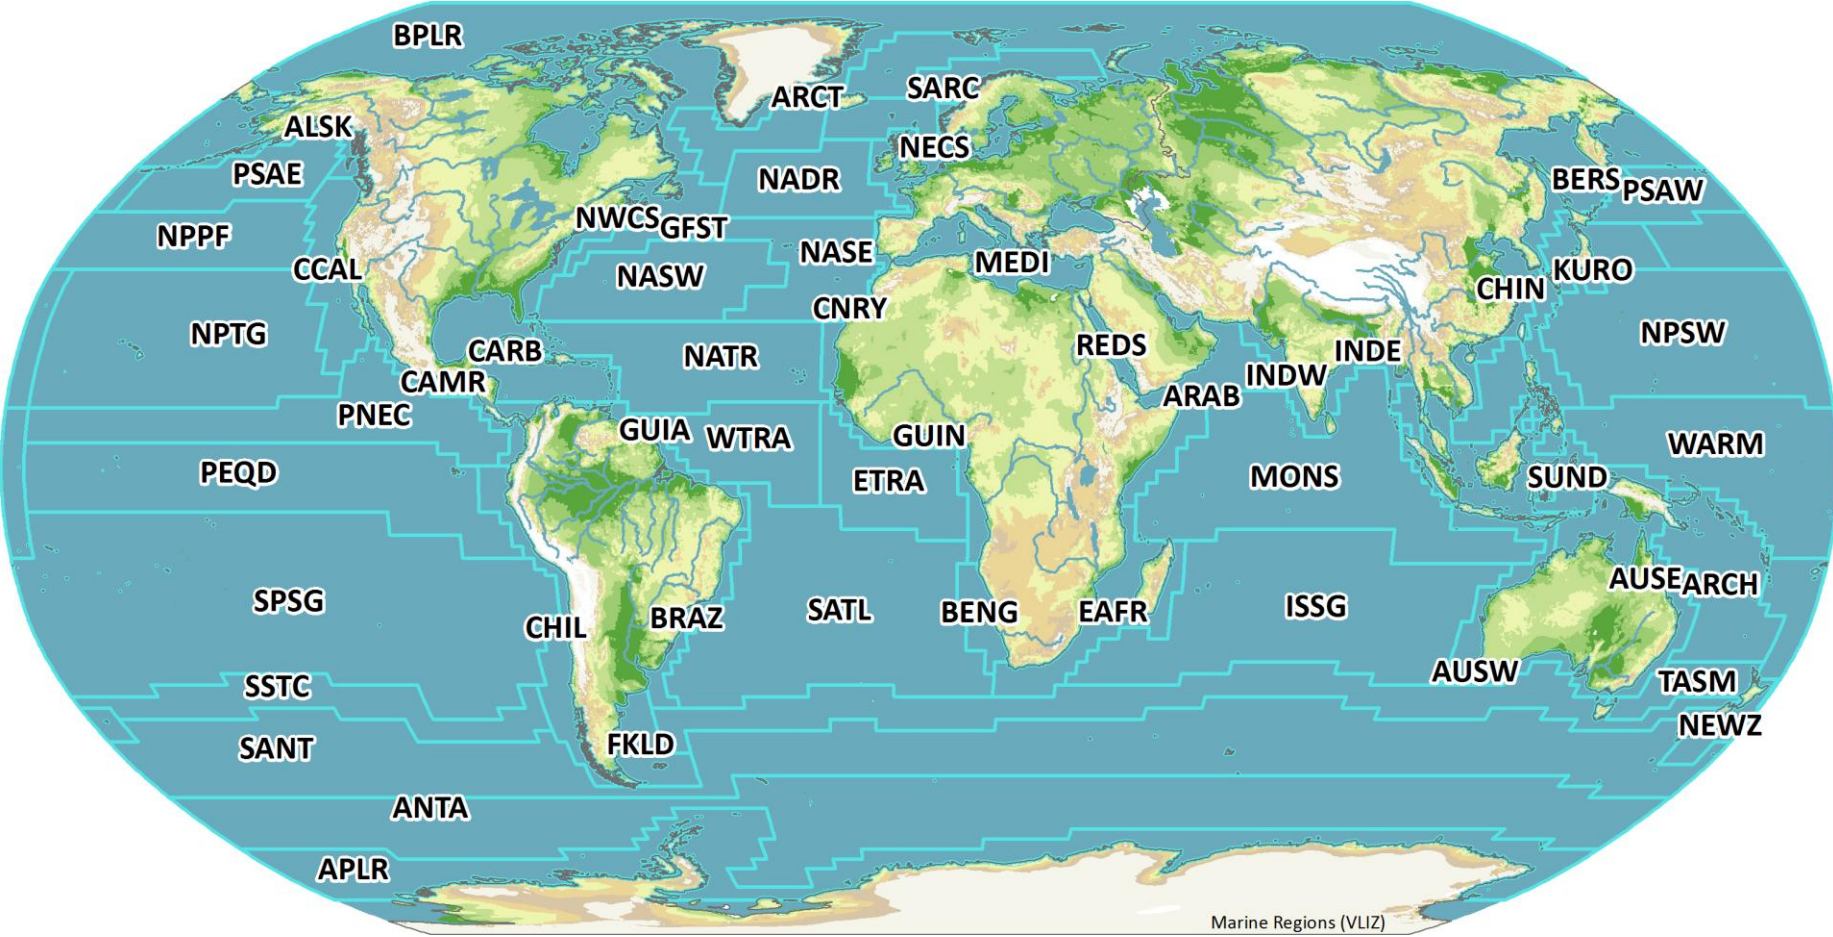 BPLR
SARC
ARCT
ALSK
NECS
PSAE
NADR
BERS
PSAW
NWCS
GFST
NPPF
NASE
MEDI
CCAL
NASW
KURO
CHIN
CNRY
NPTG
NPSW
REDS
CARB
NATR
INDE
INDW
CAMR
ARAB
PNEC
GUIA
WTRA
GUIN
WARM
PEQD
ETRA
MONS
SUND
AUSE
ARCH
SPSG
SATL
BENG
EAFR
ISSG
CHIL
BRAZ
AUSW
TASM
SSTC
NEWZ
SANT
FKLD
ANTA
APLR
Marine Regions (VLIZ)